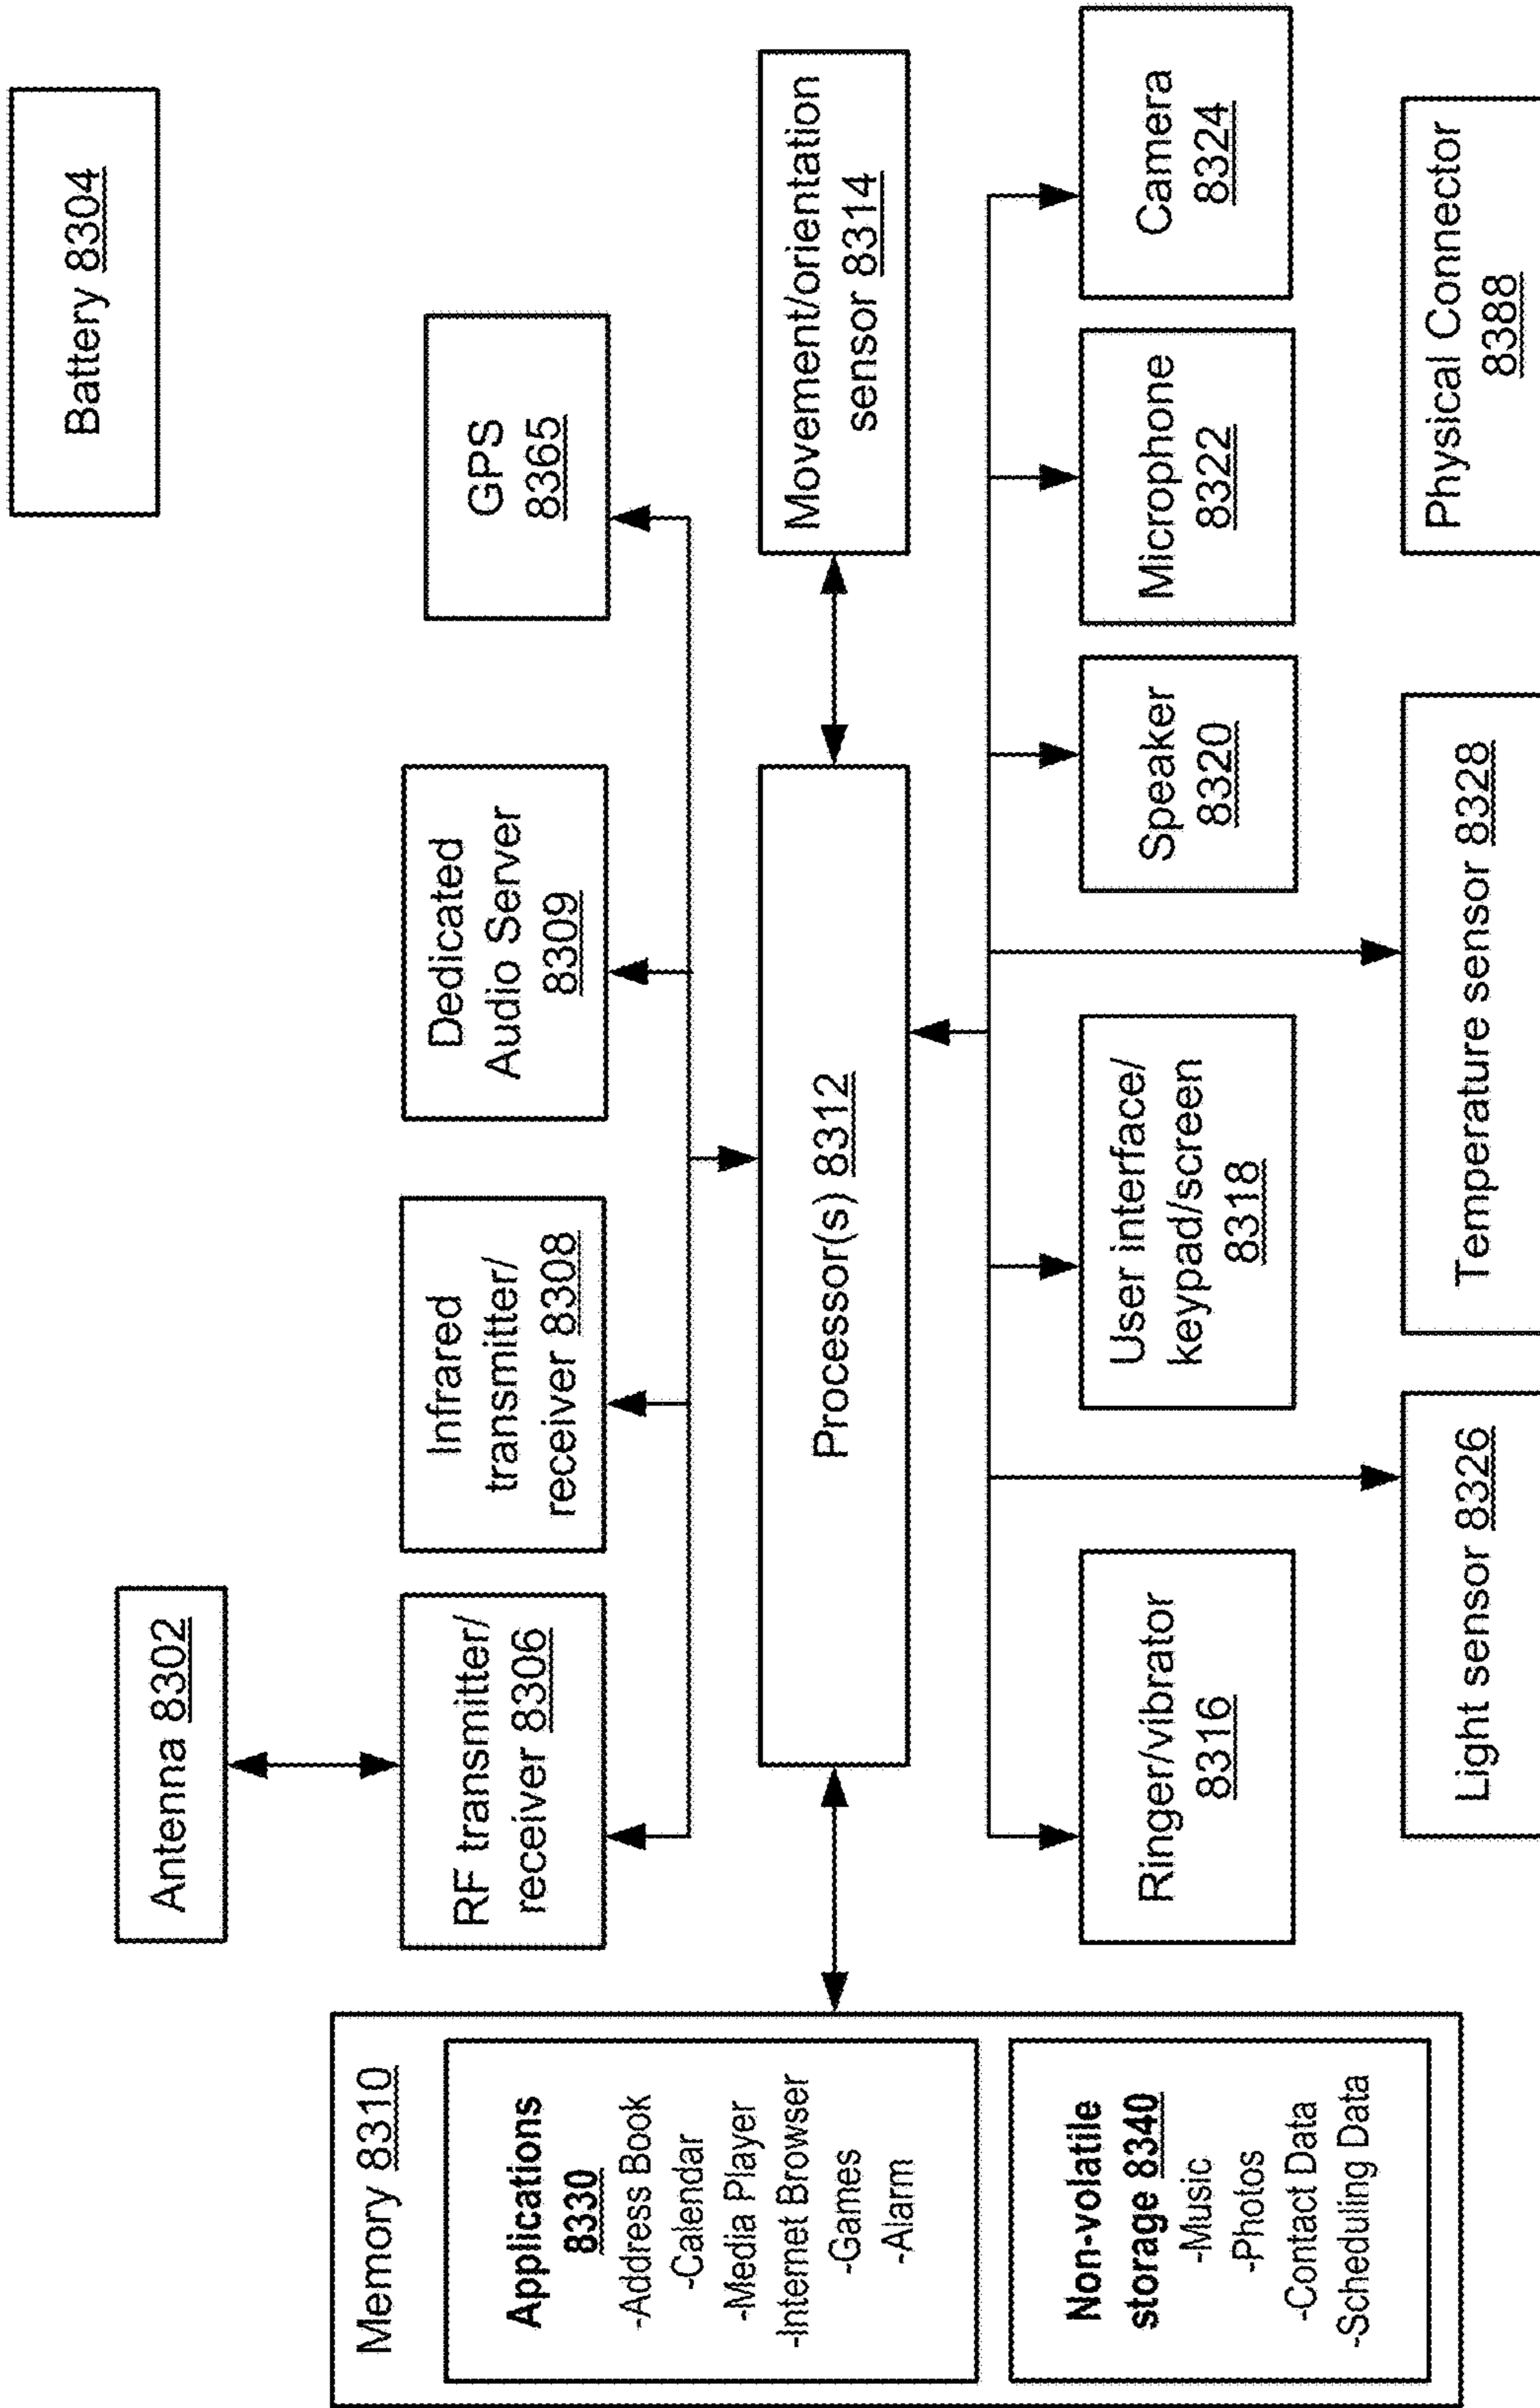 Battery 8304
Antenna 8302
Memory 8310
Applications
8330
-Address Book
-Calendar
-Media Player
-Internet Browser
-Games
-Alarm
Non-volatile
storage 8340
-Music
-Photos
-Contact Data
-Scheduling Data
RF transmitter/
receiver 8306
Infrared
transmitter/
receiver 8308
Dedicated
Audio Server
8309
GPS
8365
Processor(s) 8312
Movement/orientation
sensor 8314
Ringer/vibrator
8316
User interface/
keypad/screen
8318
Speaker
8320
Microphone
8322
Camera
8324
Light sensor 8326
Temperature sensor 8328
Physical Connector
8388